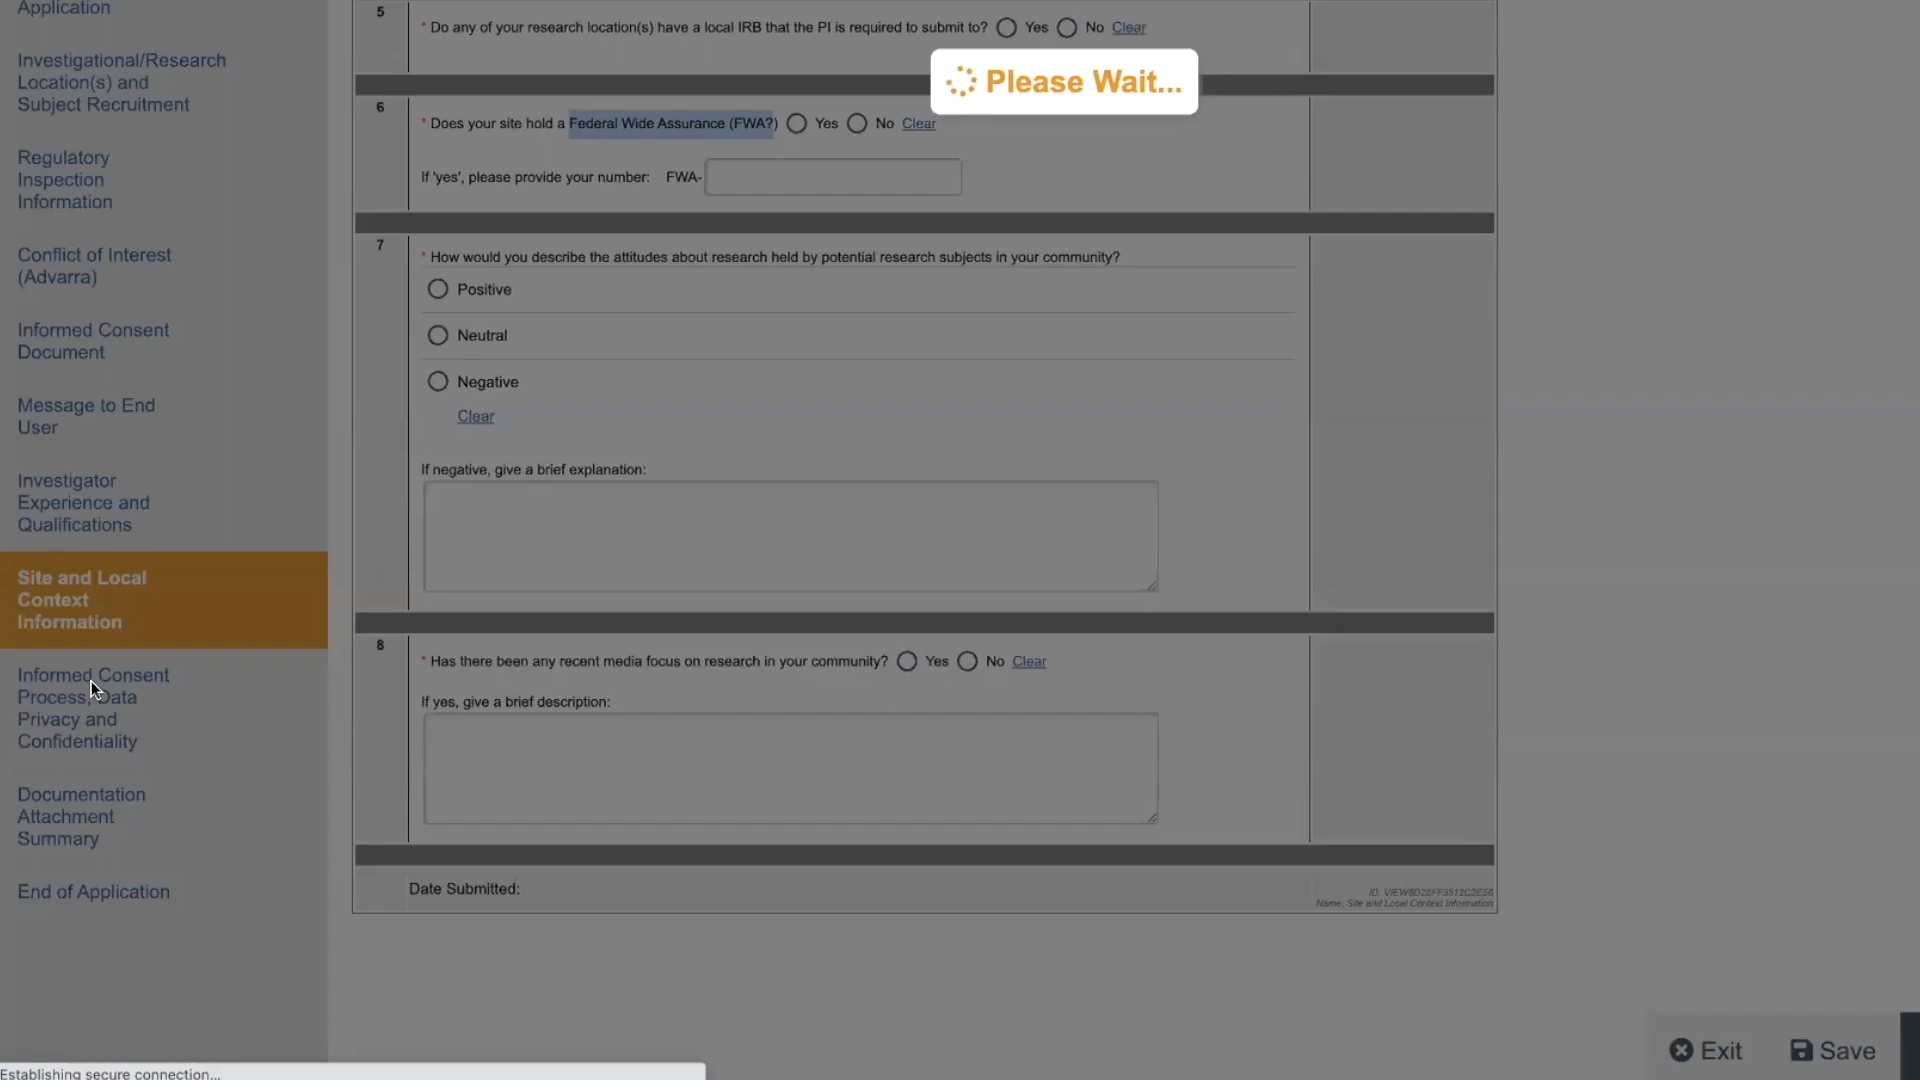 Application
Investigational/Research
Location(s) and
Subject Recruitment
Regulatory
Inspection
Information
Conflict of Interest
(Advarra)
Informed Consent
Document
Message to End
User
Investigator
Experience and
Qualifications
Site and Local
Context
Information
Informed Consent
Process, Data
Privacy and
Confidentiality
Documentation
Attachment
Summary
End of Application
5
* Do any of your research location(s) have a local IRB that the PI is required to submit to? Yes No Clear
Please Wait...
6
* Does your site hold a Federal Wide Assurance (FWA?) Yes No Clear
If 'yes', please provide your number: FWA-
7
* How would you describe the attitudes about research held by potential research subjects in your community?
Positive
Neutral
Negative
Clear
If negative, give a brief explanation:
8
* Has there been any recent media focus on research in your community? Yes No Clear
If yes, give a brief description:
Date Submitted:
ID:
Name: Site and Local Context Information
Exit Save
Establishing secure connection...